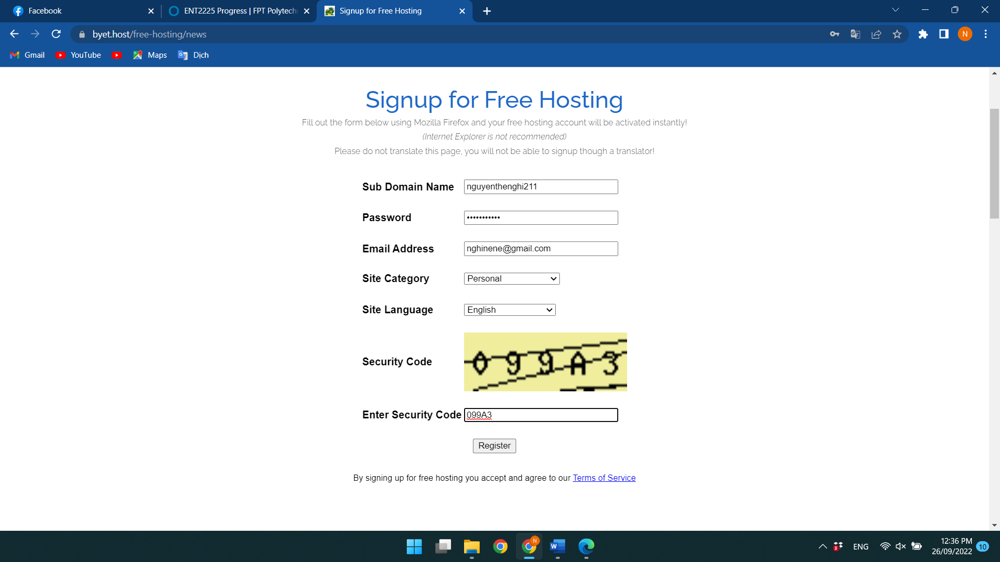 Facebook
ENT2225 Progress | FPT Polytech
Signup for Free Hosting
byet.host/free-hosting/news
N
Gmail
YouTube
Maps
Dịch
Signup for Free Hosting
Fill out the form below using Mozilla Firefox and your free hosting account will be activated instantly!
(Internet Explorer is not recommended)
Please do not translate this page, you will not be able to signup though a translator!
Sub Domain Name nguyenthenghi211
Password •••••••••••
Email Address nghinene@gmail.com
Site Category Personal
Site Language English
Security Code 099A3
Enter Security Code 099A3
Register
By signing up for free hosting you accept and agree to our Terms of Service
N
W
3
ENG
12:36 PM
26/09/2022
10